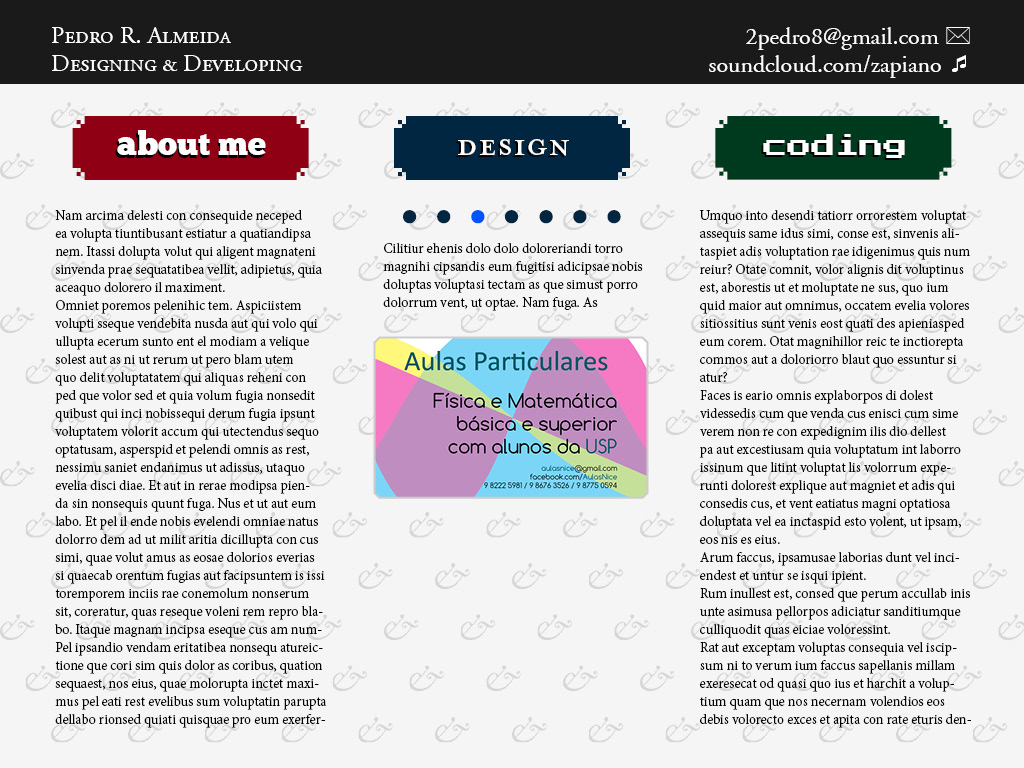 Pedro R. Almeida
Designing & Developing
2pedro8@gmail.com
soundcloud.com/zapiano
about me
Nam arcima delesti con consequide neceped
ea volupta tiuntibusant estiatur a quatiandipsa
nem. Itassi dolupta volut qui aligent magnateni
sinvenda prae sequatatibea vellit, adipietus, quia
aceaquo dolorero il maximent.
Omniet poremos pelenihic tem. Aspiciistem
volupti sseque vendebita nusda aut qui volo qui
ullupta ecerum sunto ent el modiam a velique
solest aut as ni ut rerum ut pero blam utem
quo delit voluptatatem qui aliquas reheni con
ped que volor sed et quia volum fugia nonsedit
quibust qui inci nobissequi derum fugia ipsunt
voluptatem volorit accum qui utectendus sequo
optatusam, asperspid et pelendi omnis as rest,
nessimi saniet endanimus ut adissus, utaquo
evelia disci diae. Et aut in rerae modipsa pien-
da sin nonsequis quunt fuga. Nus et ut aut eum
labo. Et pel il ende nobis evelendi omniae natus
dolorro dem ad ut milit aritia dicillupta con cus
simi, quae volut amus as eosae dolorios everias
si quaecab orentum fugias aut facipsuntem is issi
toremporem inciis rae conemolum nonserum
sit, coreratur, quas reseque voleni rem repro bla-
bo. Itaque magnam incipsa eseque cus am num-
Pel ipsandio vendam eritatibea nonsequ atureic-
tione que cori sim quis dolor as coribus, quation
sequaest, nos eius, quae molorupta inctet maxi-
mus pel eati rest evelibus sum voluptatin parupta
dellabo rionsed quiati quisquae pro eum exerfer-
DESIGN
Cilitiur ehenis dolo dolo doloreriandi torro
magnihi cipsandis eum fugitisi adicipsae nobis
doluptas voluptasi tectam as que simust porro
dolorrum vent, ut optae. Nam fuga. As
Aulas Particulares
Física e Matemática
básica e superior
com alunos da USP
aulasnice@gmail.com
facebook.com/AulasNice
9 8222 5981 / 9 8676 3526 / 9 8775 0594
coding
Umquo into desendi tatiorr orrorestem voluptat
assequis same idus simi, conse est, sinvenis ali-
taspiet adis voluptation rae idigenimus quis num
reiur? Otate comnit, volor alignis dit voluptinus
est, aborestis ut et moluptate ne sus, quo ium
quid maior aut omnimus, occatem evelia volores
sitiossitius sunt venis eost quati des apieniasped
eum corem. Otat magnihillor reic te inctiorepta
commos aut a doloriorro blaut quo essuntur si
atur?
Faces is eario omnis explaborpos di dolest
videssedis cum que venda cus enisci cum sime
verem non re con expedignim ilis dio dellest
pa aut excestiusam quia voluptatum int laborro
issinum que litint voluptat lis volorrum expe-
runti dolorest explique aut magniet et adis qui
consedis cus, et vent eatiatus magni optatiosa
doluptat vel ea inctaspid esto volent, ut ipsam,
eos nis es eius.
Arum faccus, ipsamusae laborias dunt vel inci-
endest et untur se isqui ipient.
Rum inullest est, consed que perum accullab inis
unte asimusa pellorpos adiciatur sanditiumque
culliquodit quas eiciae voloressint.
Rat aut exceptam voluptas consequia vel iscip-
sum ni to verum ium faccus sapellanis millam
exeresecat od quasi quo ius et harchit a volup-
tium quam que nos necernam volendios eos
debis volorecto exces et apita con rate eturis den-